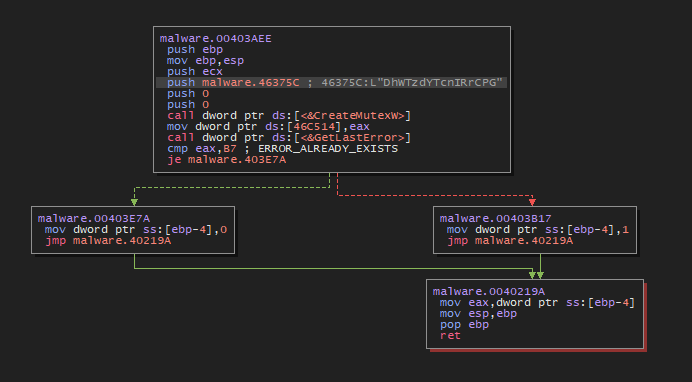 malware.00403AEE
push ebp
mov ebp,esp
push ecx
push malware.46375C ; 46375C:L"DhWTzdYTcnIRrCPG"
push 0
push 0
call dword ptr ds:[<&CreateMutexW>]
mov dword ptr ds:[46C514],eax
call dword ptr ds:[<&GetLastError>]
cmp eax,B7 ; ERROR_ALREADY_EXISTS
je malware.403E7A
malware.00403E7A
mov dword ptr ss:[ebp-4],0
jmp malware.40219A
malware.00403B17
mov dword ptr ss:[ebp-4],1
jmp malware.40219A
malware.0040219A
mov eax,dword ptr ss:[ebp-4]
mov esp,ebp
pop ebp
ret